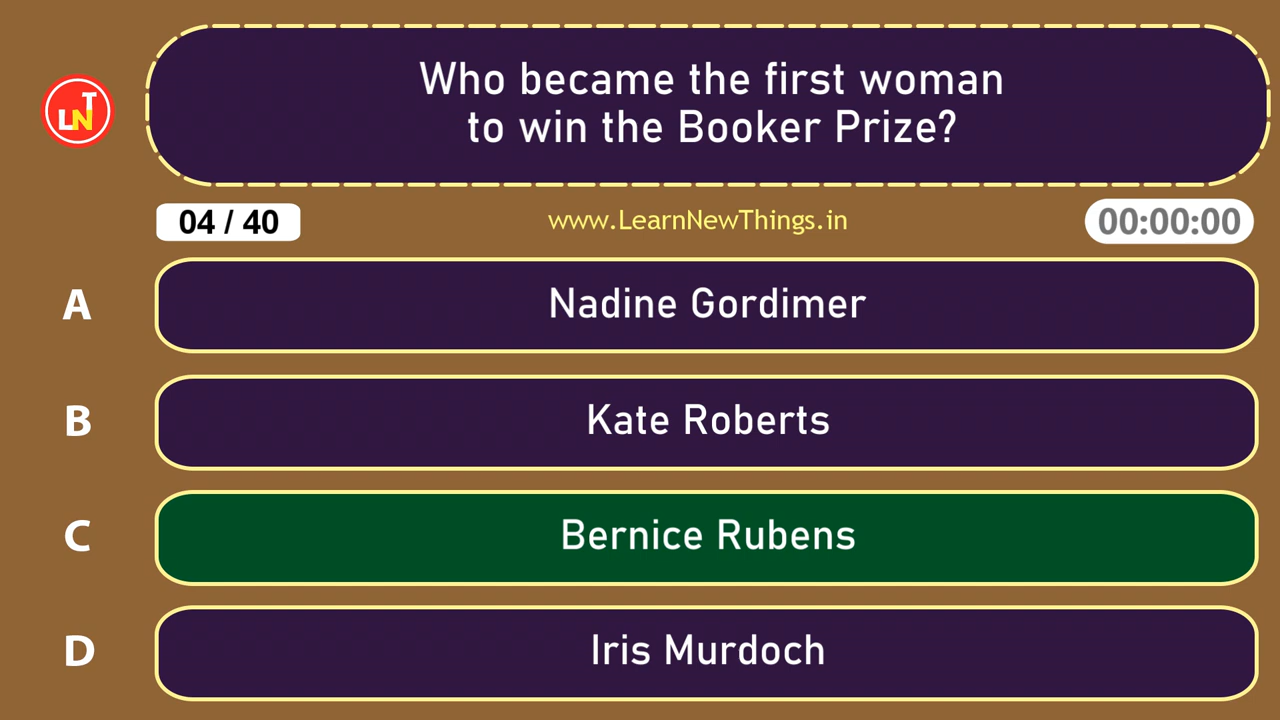 Who became the first woman
to win the Booker Prize?
LNT
04 / 40
www.LearnNewThings.in
00:00:00
A
Nadine Gordimer
B
Kate Roberts
C
Bernice Rubens
D
Iris Murdoch